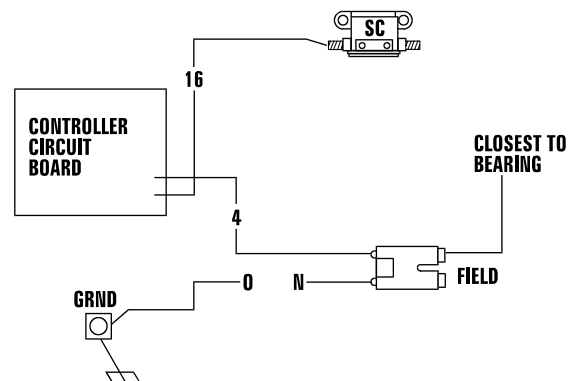 SC
16
CONTROLLER
CIRCUIT
BOARD
CLOSEST TO
BEARING
4
0 N
FIELD
GRND